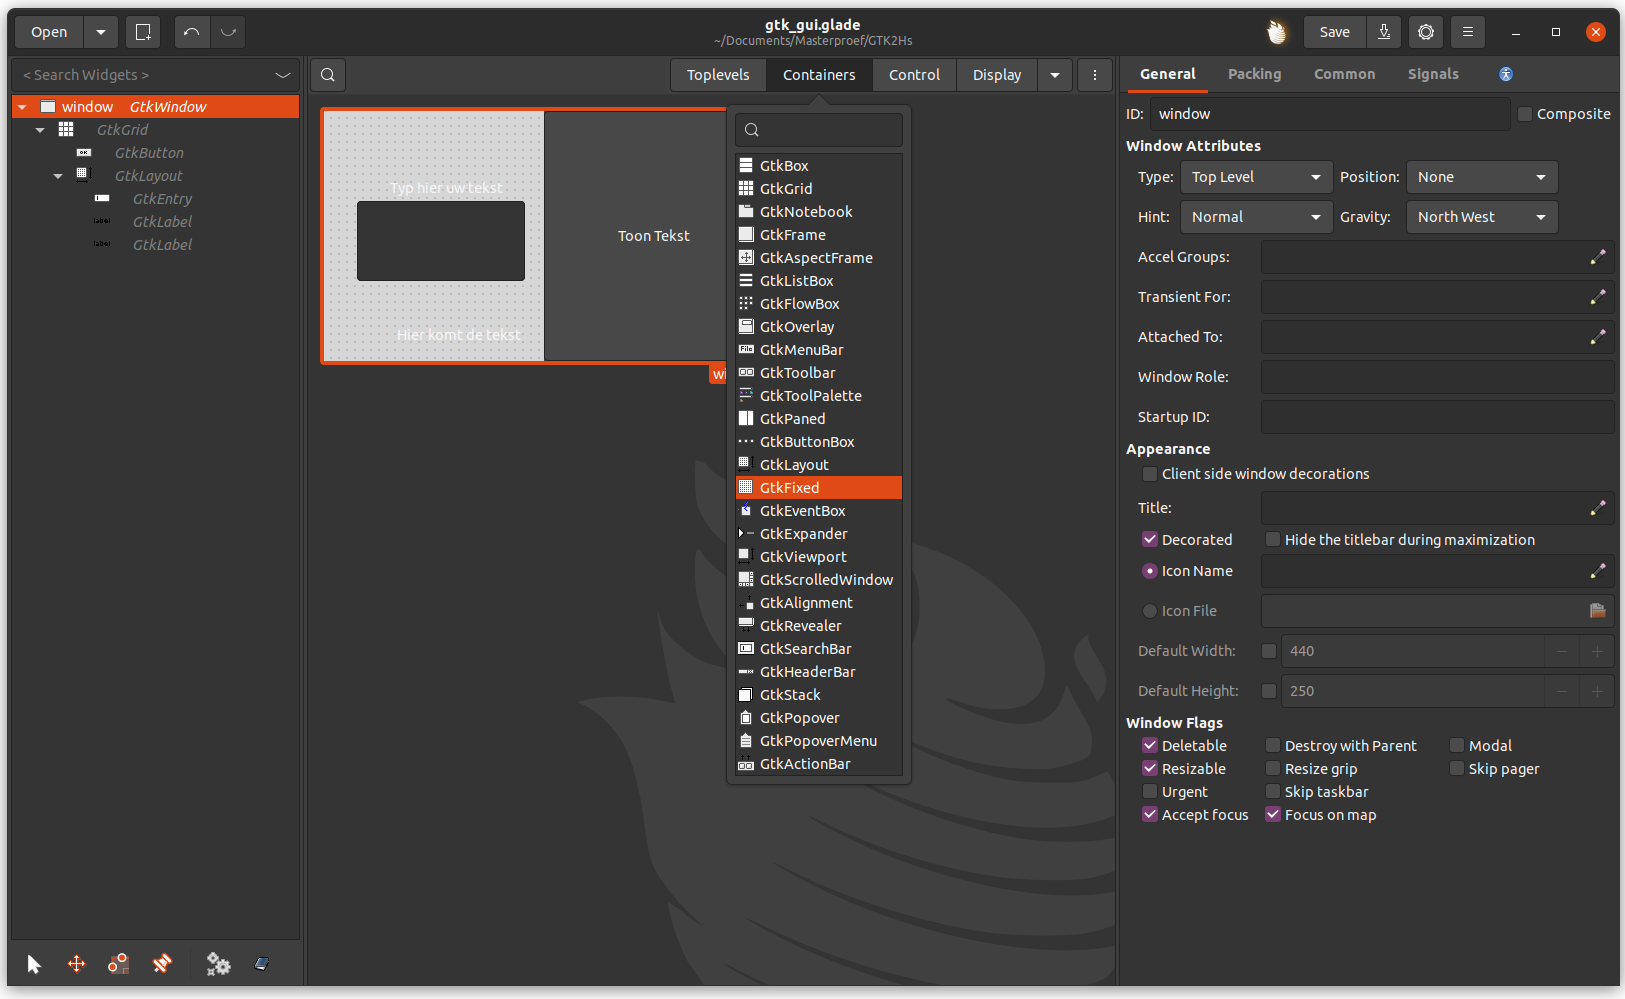 Open
gtk_gui.glade
~/Documents/Masterproef/GTK2Hs
Save
< Search Widgets >
Toplevels
Containers
Control
Display
General
Packing
Common
Signals
window GtkWindow
GtkGrid
GtkButton
GtkLayout
GtkEntry
label GtkLabel
label GtkLabel
Typ hier uw tekst
Toon Tekst
Hier komt de tekst
wi
GtkBox
GtkGrid
GtkNotebook
GtkFrame
GtkAspectFrame
GtkListBox
GtkFlowBox
GtkOverlay
File GtkMenuBar
GtkToolbar
GtkToolPalette
GtkPaned
GtkButtonBox
GtkLayout
GtkFixed
GtkEventBox
GtkExpander
GtkViewport
GtkScrolledWindow
GtkAlignment
GtkRevealer
GtkSearchBar
GtkHeaderBar
GtkStack
GtkPopover
GtkPopoverMenu
GtkActionBar
ID: window Composite
Window Attributes
Type: Top Level Position: None
Hint: Normal Gravity: North West
Accel Groups:
Transient For:
Attached To:
Window Role:
Startup ID:
Appearance
Client side window decorations
Title:
Decorated Hide the titlebar during maximization
Icon Name
Icon File
Default Width: 440
Default Height: 250
Window Flags
Deletable Destroy with Parent Modal
Resizable Resize grip Skip pager
Urgent Skip taskbar
Accept focus Focus on map